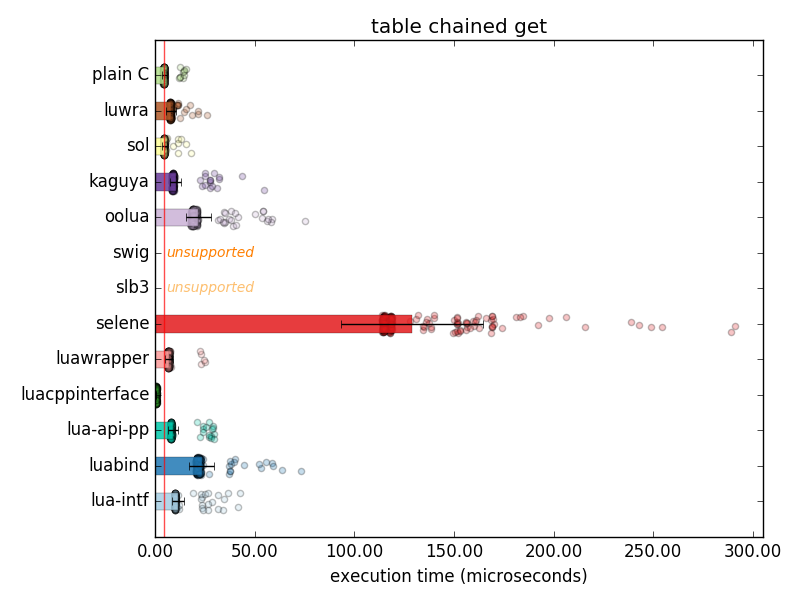 table chained get
plain C
luwra
sol
kaguya
oolua
swig unsupported
slb3 unsupported
selene
luawrapper
luacppinterface
lua-api-pp
luabind
lua-intf
0.00 50.00 100.00 150.00 200.00 250.00 300.00
execution time (microseconds)